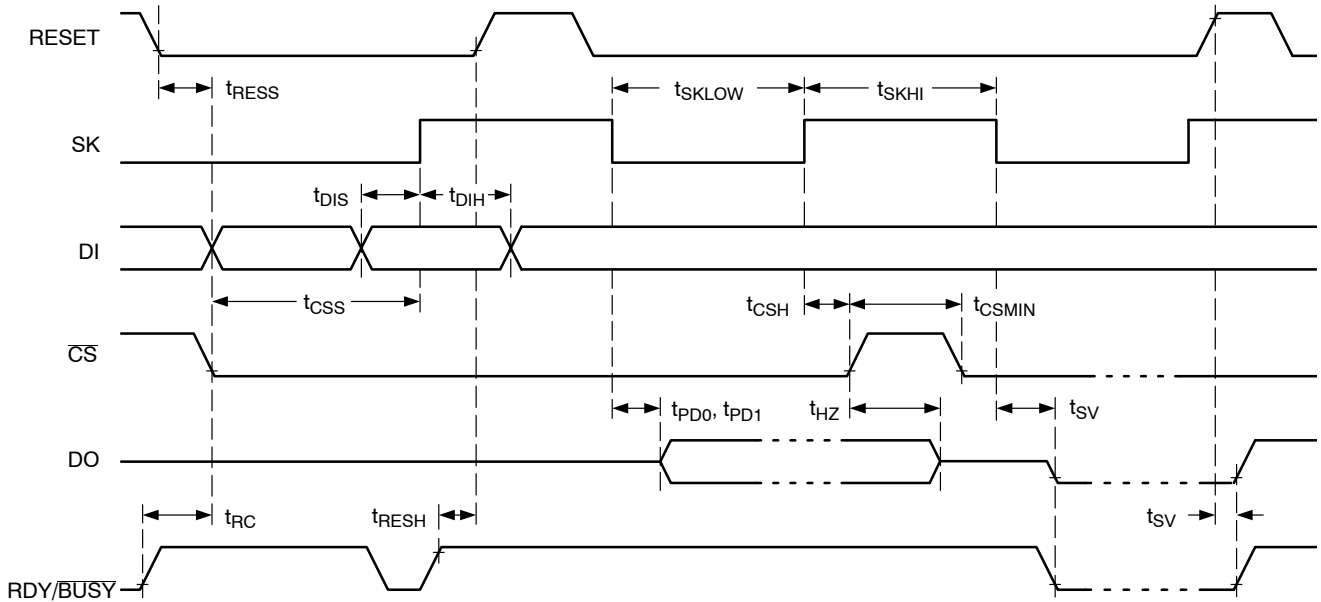 RESET
tRESS
tSKLOW
tSKHI
SK
tDIS
tDIH
DI
tCSS
tCSH
tCSMIN
CS
tPD0, tPD1
tHZ
tSV
DO
tRC
tRESH
tSV
RDY/BUSY